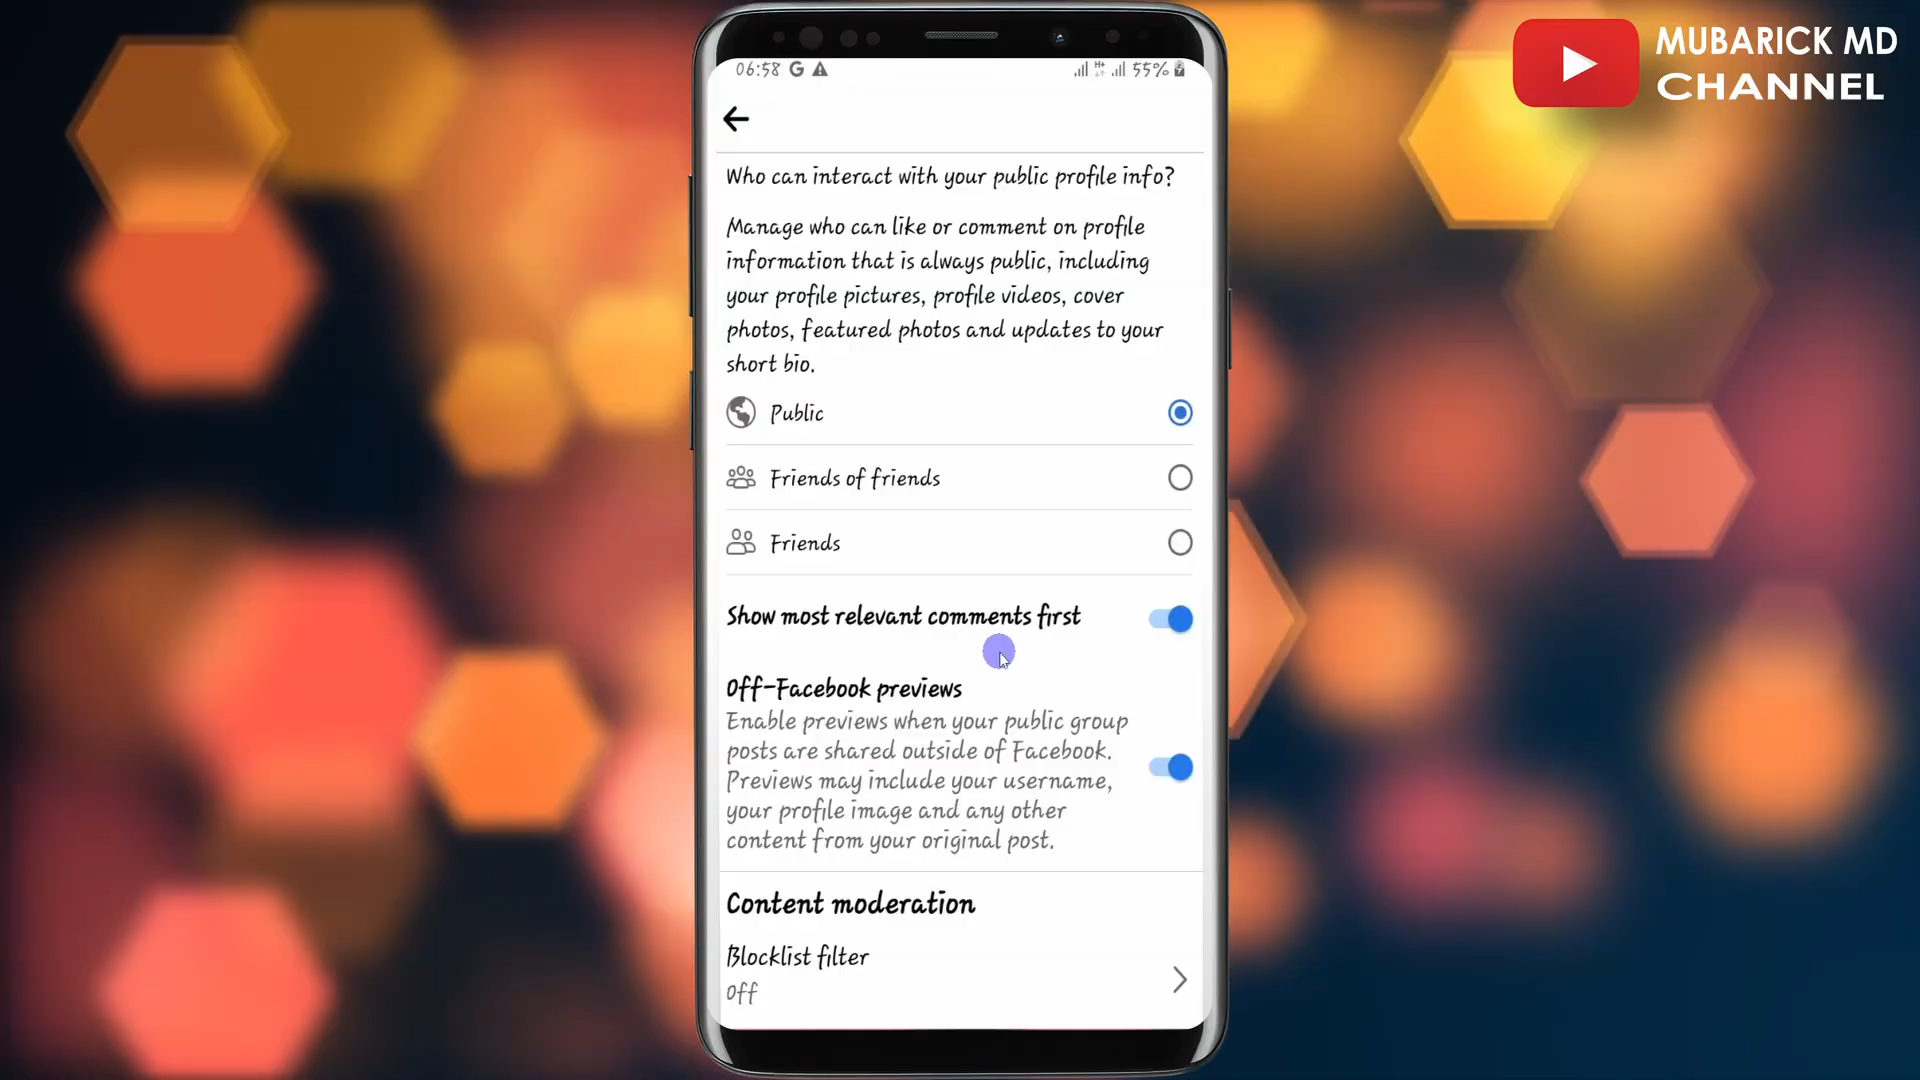 MUBARICK MD
CHANNEL
06:58
55%
Who can interact with your public profile info?
Manage who can like or comment on profile
information that is always public, including
your profile pictures, profile videos, cover
photos, featured photos and updates to your
short bio.
Public
Friends of friends
Friends
Show most relevant comments first
Off-Facebook previews
Enable previews when your public group
posts are shared outside of Facebook.
Previews may include your username,
your profile image and any other
content from your original post.
Content moderation
Blocklist filter
Off